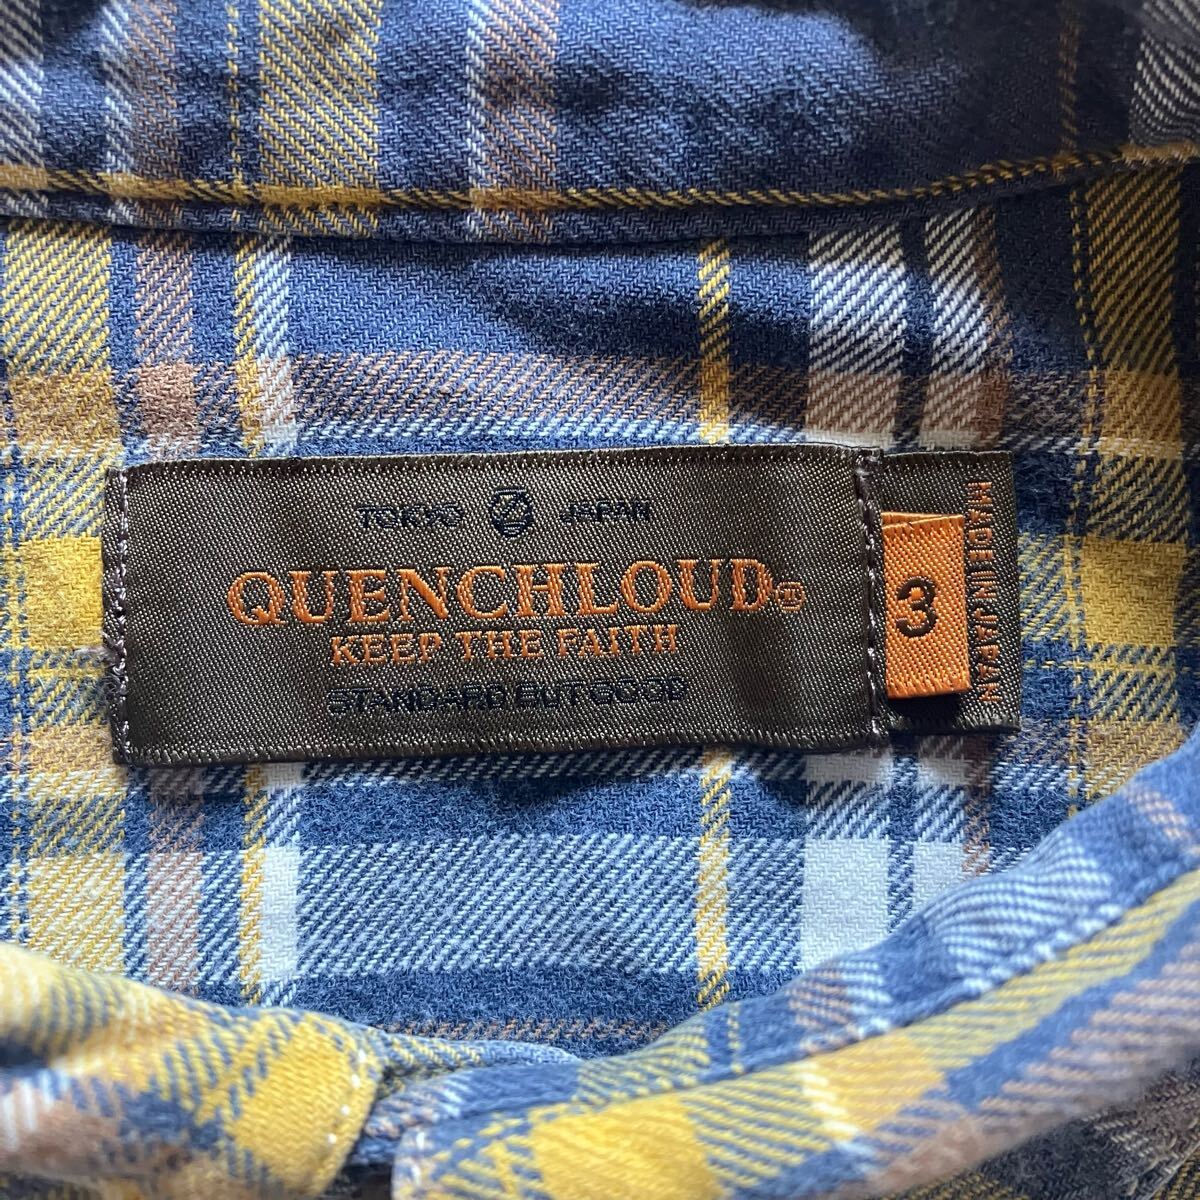 TOKYO JAPAN
QUENCHLOUD®
KEEP THE FAITH
STANDARD BUT GOOD
3
MADE IN JAPAN